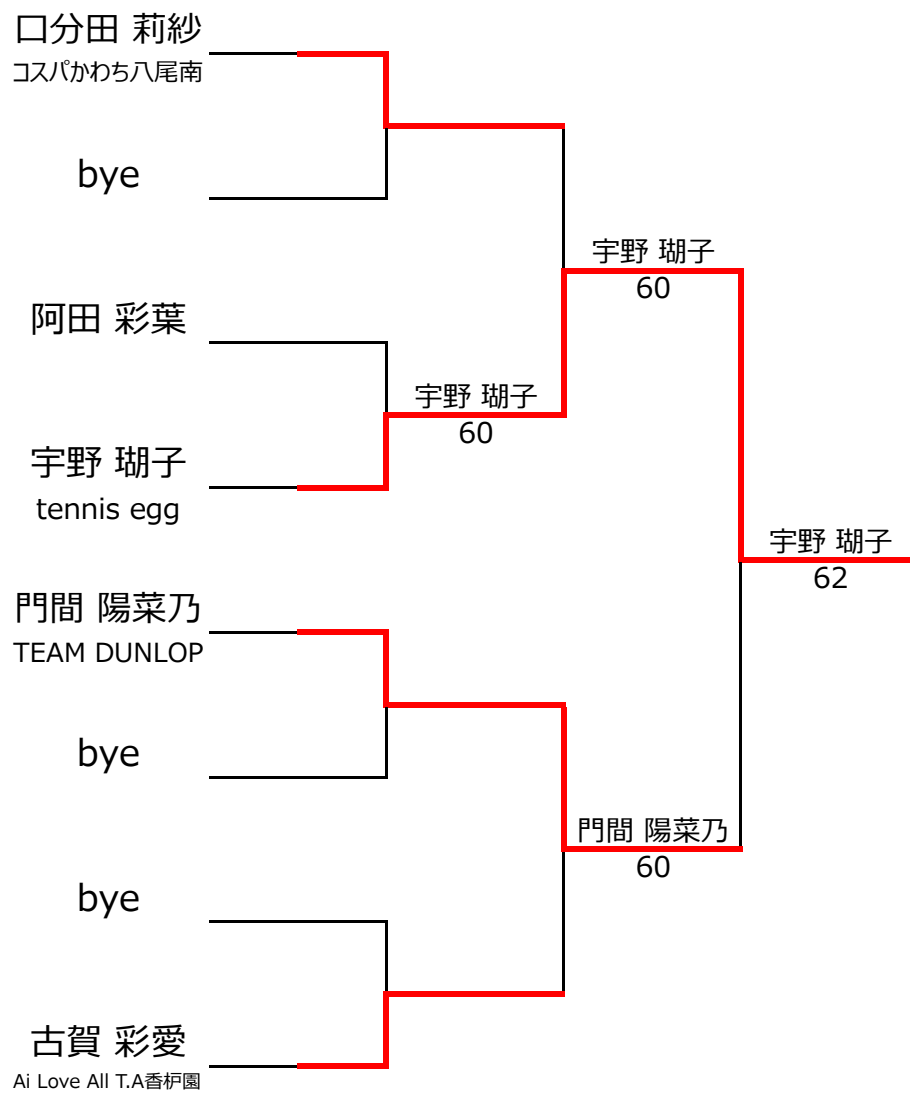 口分田 莉紗
コスパかわち八尾南
bye
宇野 瑚子
60
阿田 彩葉
宇野 瑚子
60
宇野 瑚子
tennis egg
宇野 瑚子
62
門間 陽菜乃
TEAM DUNLOP
bye
門間 陽菜乃
60
bye
古賀 彩愛
Ai Love All T.A香枦園